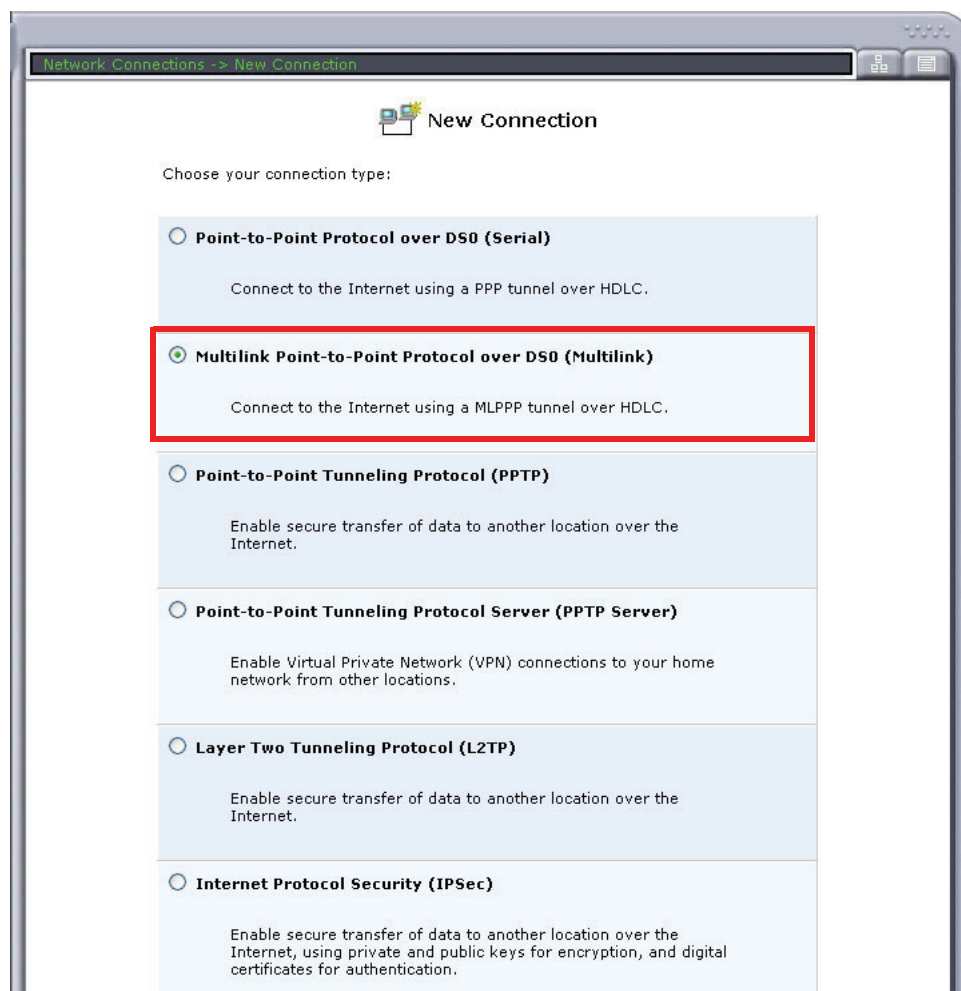 Network Connections -> New Connection
New Connection
Choose your connection type:
Point-to-Point Protocol over DS0 (Serial)
Connect to the Internet using a PPP tunnel over HDLC.
Multilink Point-to-Point Protocol over DS0 (Multilink)
Connect to the Internet using a MLPPP tunnel over HDLC.
Point-to-Point Tunneling Protocol (PPTP)
Enable secure transfer of data to another location over the
Internet.
Point-to-Point Tunneling Protocol Server (PPTP Server)
Enable Virtual Private Network (VPN) connections to your home
network from other locations.
Layer Two Tunneling Protocol (L2TP)
Enable secure transfer of data to another location over the
Internet.
Internet Protocol Security (IPSec)
Enable secure transfer of data to another location over the
Internet, using private and public keys for encryption, and digital
certificates for authentication.